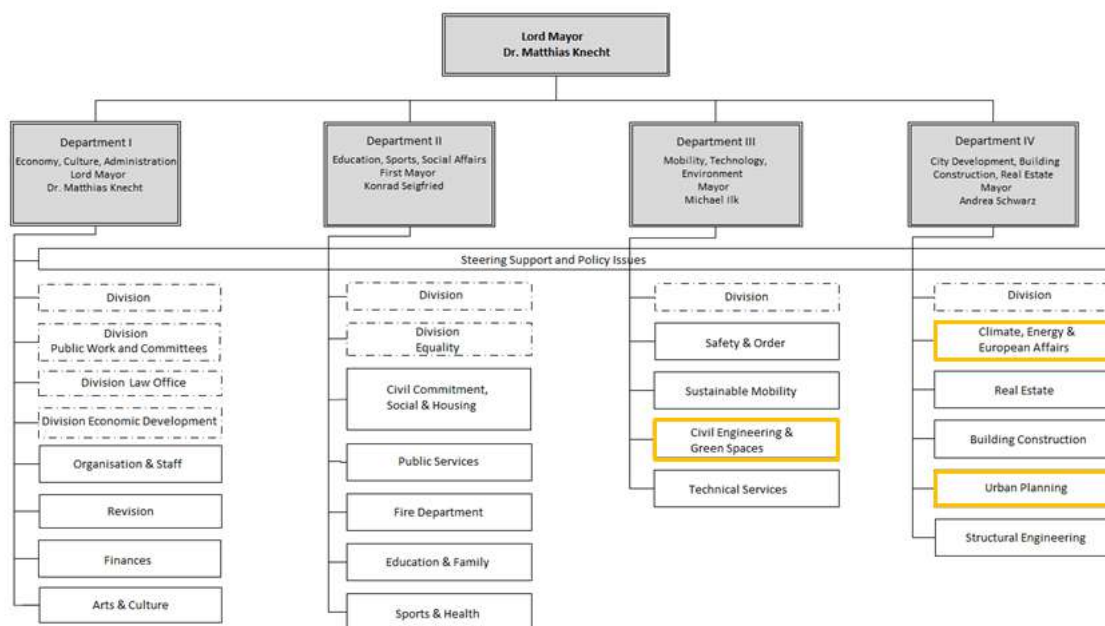 Lord Mayor
Dr. Matthias Knecht
Department I
Economy, Culture, Administration
Lord Mayor
Dr. Matthias Knecht
Department II
Education, Sports, Social Affairs
First Mayor
Konrad Seigfried
Department III
Mobility, Technology,
Environment
Mayor
Michael Ilk
Department IV
City Development, Building
Construction, Real Estate
Mayor
Andrea Schwarz
Steering Support and Policy Issues
Division
Division
Public Work and Committees
Division Law Office
Division Economic Development
Organisation & Staff
Revision
Finances
Arts & Culture
Division
Division
Equality
Civil Commitment,
Social & Housing
Public Services
Fire Department
Education & Family
Sports & Health
Division
Safety & Order
Sustainable Mobility
Civil Engineering &
Green Spaces
Technical Services
Division
Climate, Energy &
European Affairs
Real Estate
Building Construction
Urban Planning
Structural Engineering